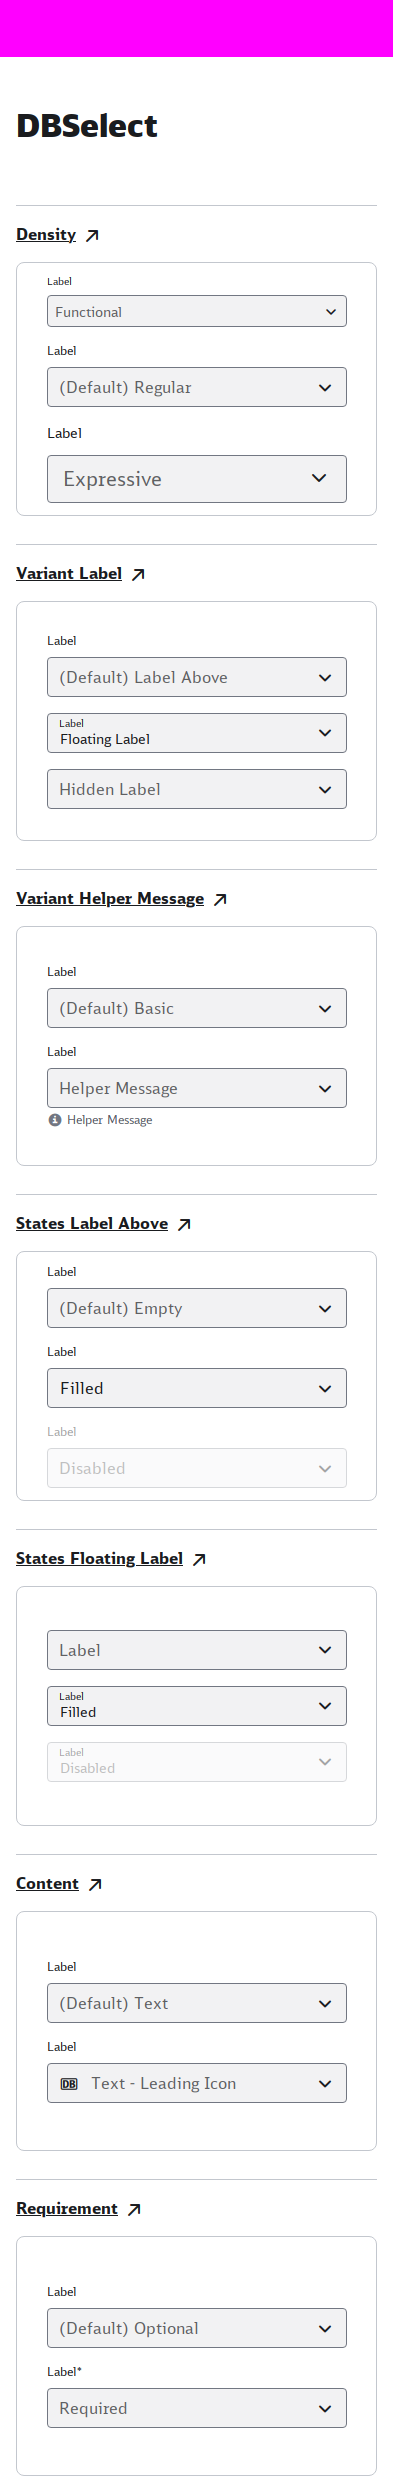 DBSelect
Density
Label
Functional
Label
(Default) Regular
Label
Expressive
Variant Label
Label
(Default) Label Above
Label
Floating Label
Hidden Label
Variant Helper Message
Label
(Default) Basic
Label
Helper Message
Helper Message
States Label Above
Label
(Default) Empty
Label
Filled
Label
Disabled
States Floating Label
Label
Label
Filled
Label
Disabled
Content
Label
(Default) Text
Label
DB Text - Leading Icon
Requirement
Label
(Default) Optional
Label*
Required